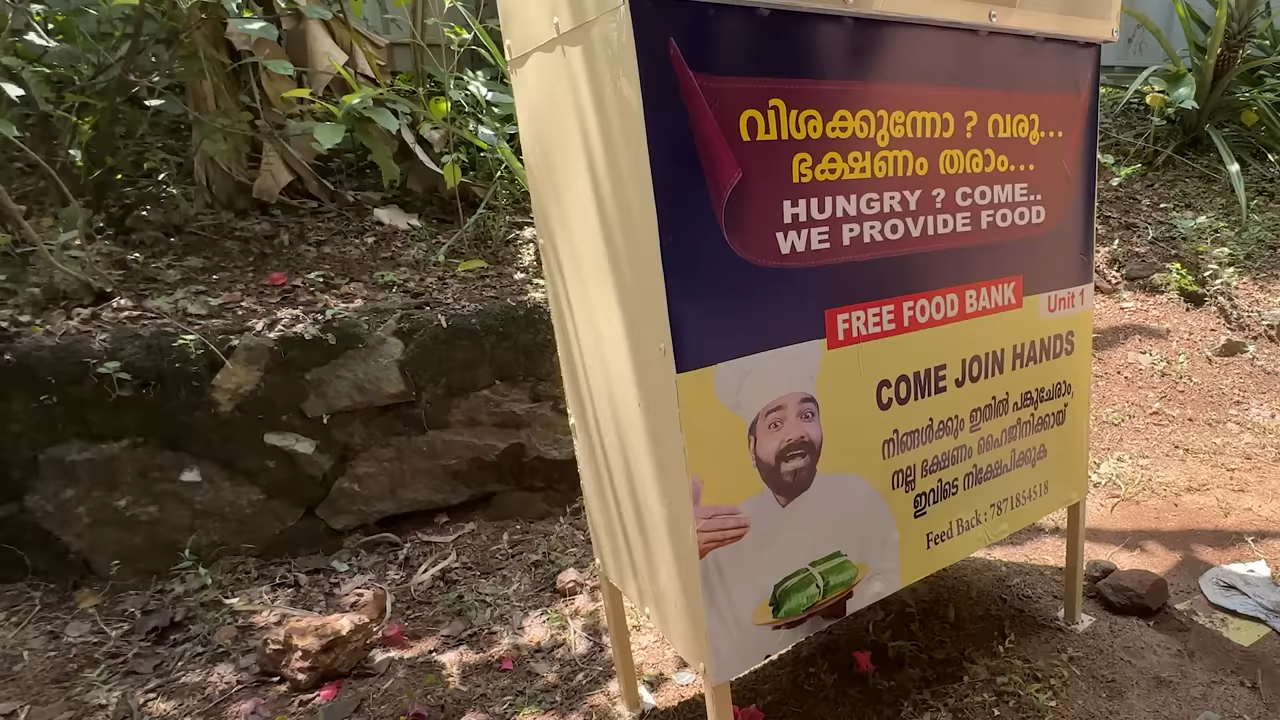 വിശക്കുന്നോ ? വരൂ...
ഭക്ഷണം തരാം...
HUNGRY ? COME..
WE PROVIDE FOOD
FREE FOOD BANK
Unit 1
COME JOIN HANDS
നിങ്ങൾക്കും ഇതിൽ പങ്കുചേരാം,
നല്ല ഭക്ഷണം ഹൈജീനിക്കായ്
ഇവിടെ നിക്ഷേപിക്കുക
Feed Back : 7871854518